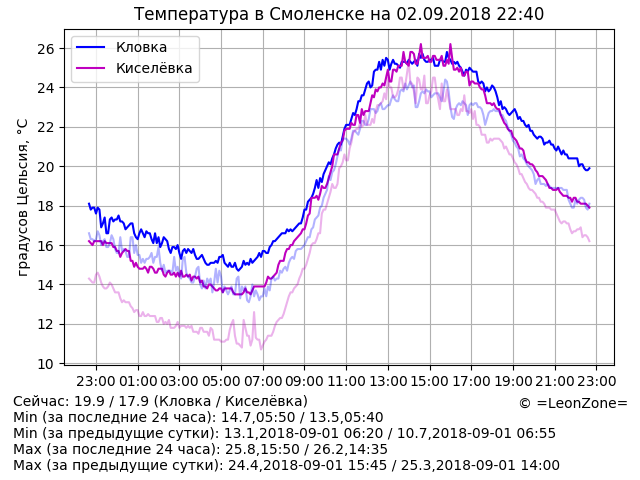 Температура в Смоленске на 02.09.2018 22:40
Кловка
Киселёвка
градусов Цельсия, °C
26
24
22
20
18
16
14
12
10
23:00 01:00 03:00 05:00 07:00 09:00 11:00 13:00 15:00 17:00 19:00 21:00 23:00
Сейчас: 19.9 / 17.9 (Кловка / Киселёвка)
© =LeonZone=
Min (за последние 24 часа): 14.7,05:50 / 13.5,05:40
Min (за предыдущие сутки): 13.1,2018-09-01 06:20 / 10.7,2018-09-01 06:55
Max (за последние 24 часа): 25.8,15:50 / 26.2,14:35
Max (за предыдущие сутки): 24.4,2018-09-01 15:45 / 25.3,2018-09-01 14:00